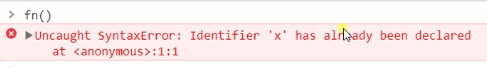 > fn()
▶Uncaught SyntaxError: Identifier 'x' has already been declared
at <anonymous>:1:1